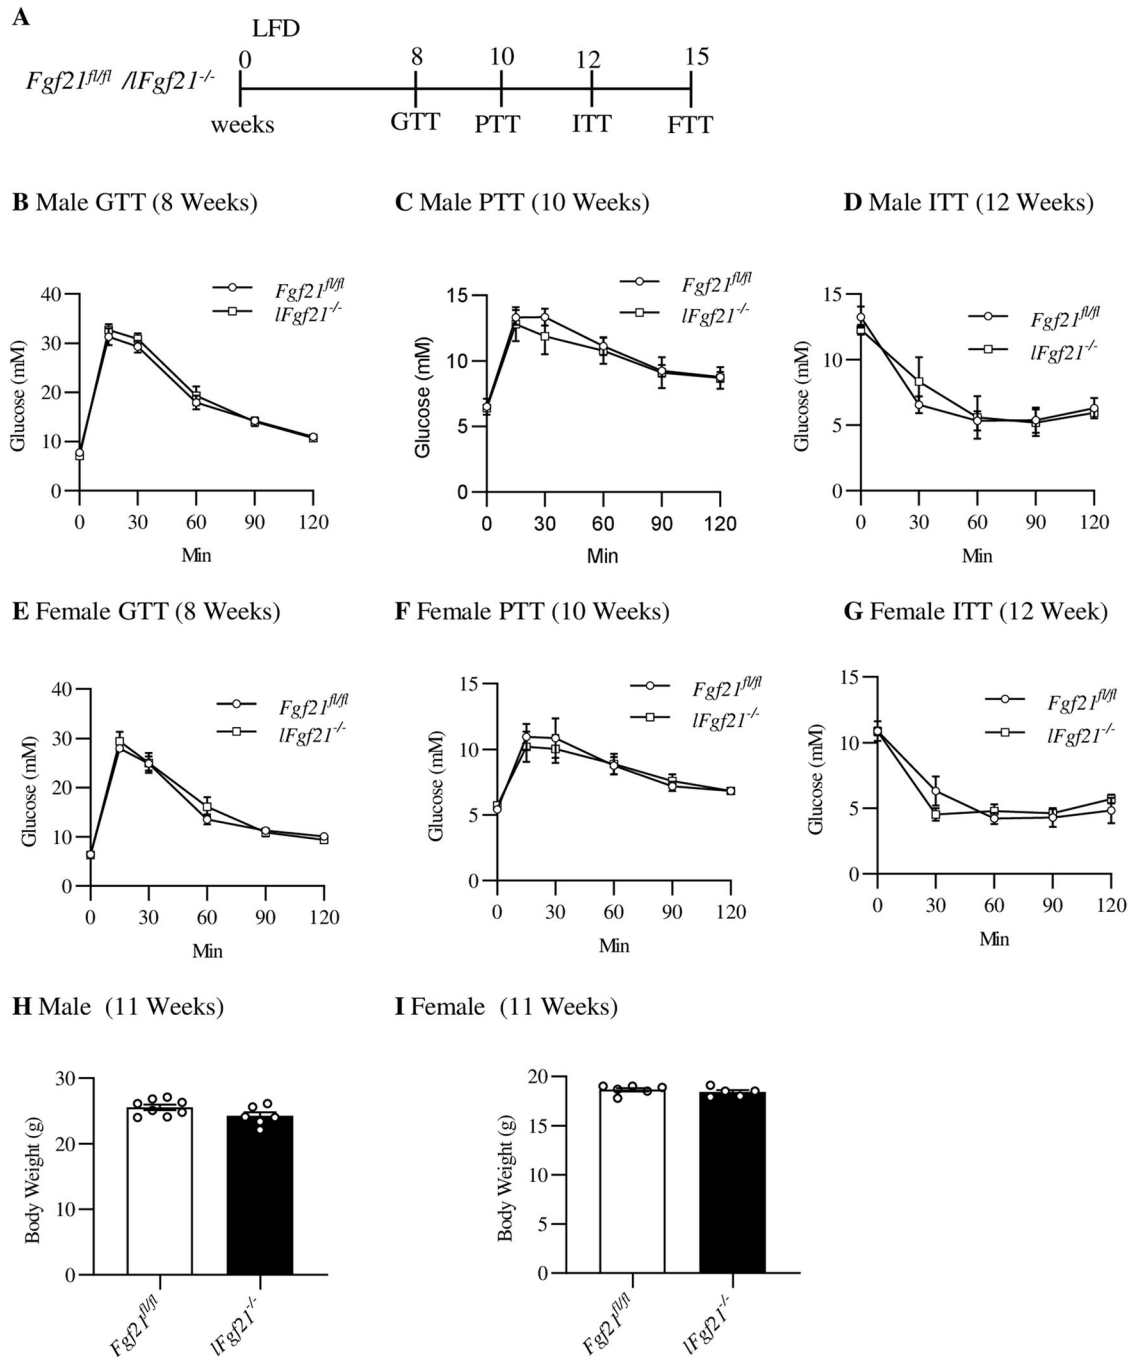 A
LFD
0 8 10 12 15
Fgf21fl/fl /lFgf21-/-
weeks GTT PTT ITT FTT
B Male GTT (8 Weeks)
C Male PTT (10 Weeks)
D Male ITT (12 Weeks)
Fgf21fl/fl
lFgf21-/-
40
30
20
10
0
Glucose (mM)
0 30 60 90 120
Min
Fgf21fl/fl
lFgf21-/-
15
10
5
0
Glucose (mM)
0 30 60 90 120
Min
Fgf21fl/fl
lFgf21-/-
15
10
5
0
Glucose (mM)
0 30 60 90 120
Min
E Female GTT (8 Weeks)
F Female PTT (10 Weeks)
G Female ITT (12 Week)
Fgf21fl/fl
lFgf21-/-
40
30
20
10
0
Glucose (mM)
0 30 60 90 120
Min
Fgf21fl/fl
lFgf21-/-
15
10
5
0
Glucose (mM)
0 30 60 90 120
Min
Fgf21fl/fl
lFgf21-/-
15
10
5
0
Glucose (mM)
0 30 60 90 120
Min
H Male (11 Weeks)
I Female (11 Weeks)
30
20
10
0
Body Weight (g)
Fgf21fl/fl
lFgf21-/-
20
15
10
5
0
Body Weight (g)
Fgf21fl/fl
lFgf21-/-